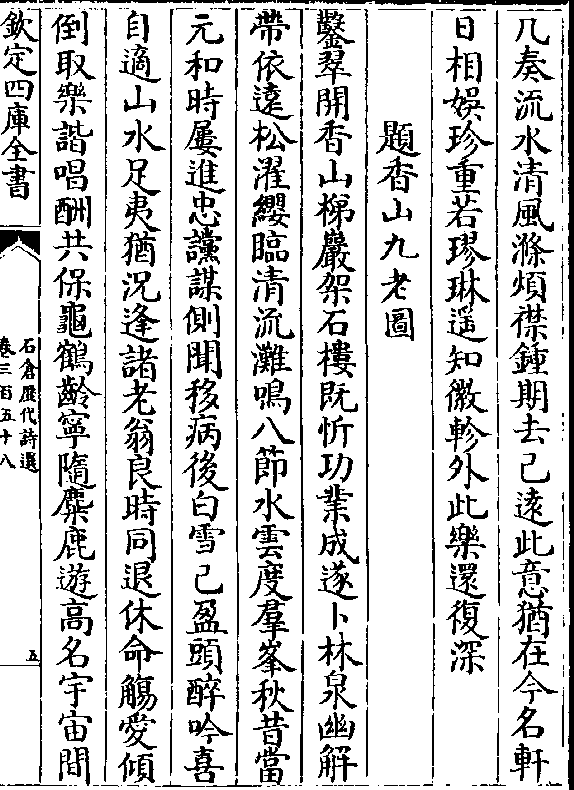 几奏流水清風滌煩襟鍾期去已逺此意猶在今名軒
日相娱珍重若璆琳遥知徽軫外此樂還復深
題香山九老圖
鑿翠開香山梯巖架石樓既忻功業成遂卜林泉幽解
帶依遠松濯纓臨清流灘鳴八節水雲度羣峯秋昔當
元和時屢進忠讜謀側聞移病後白雪已盈頭醉吟喜
自適山水足夷猶況逢諸老翁良時同退休命觴愛傾
倒取樂諧唱酬共保龜鶴齡寧隨麋鹿遊髙名宇宙間
欽定四庫全書
石倉歷代詩選
卷三百五十八
五